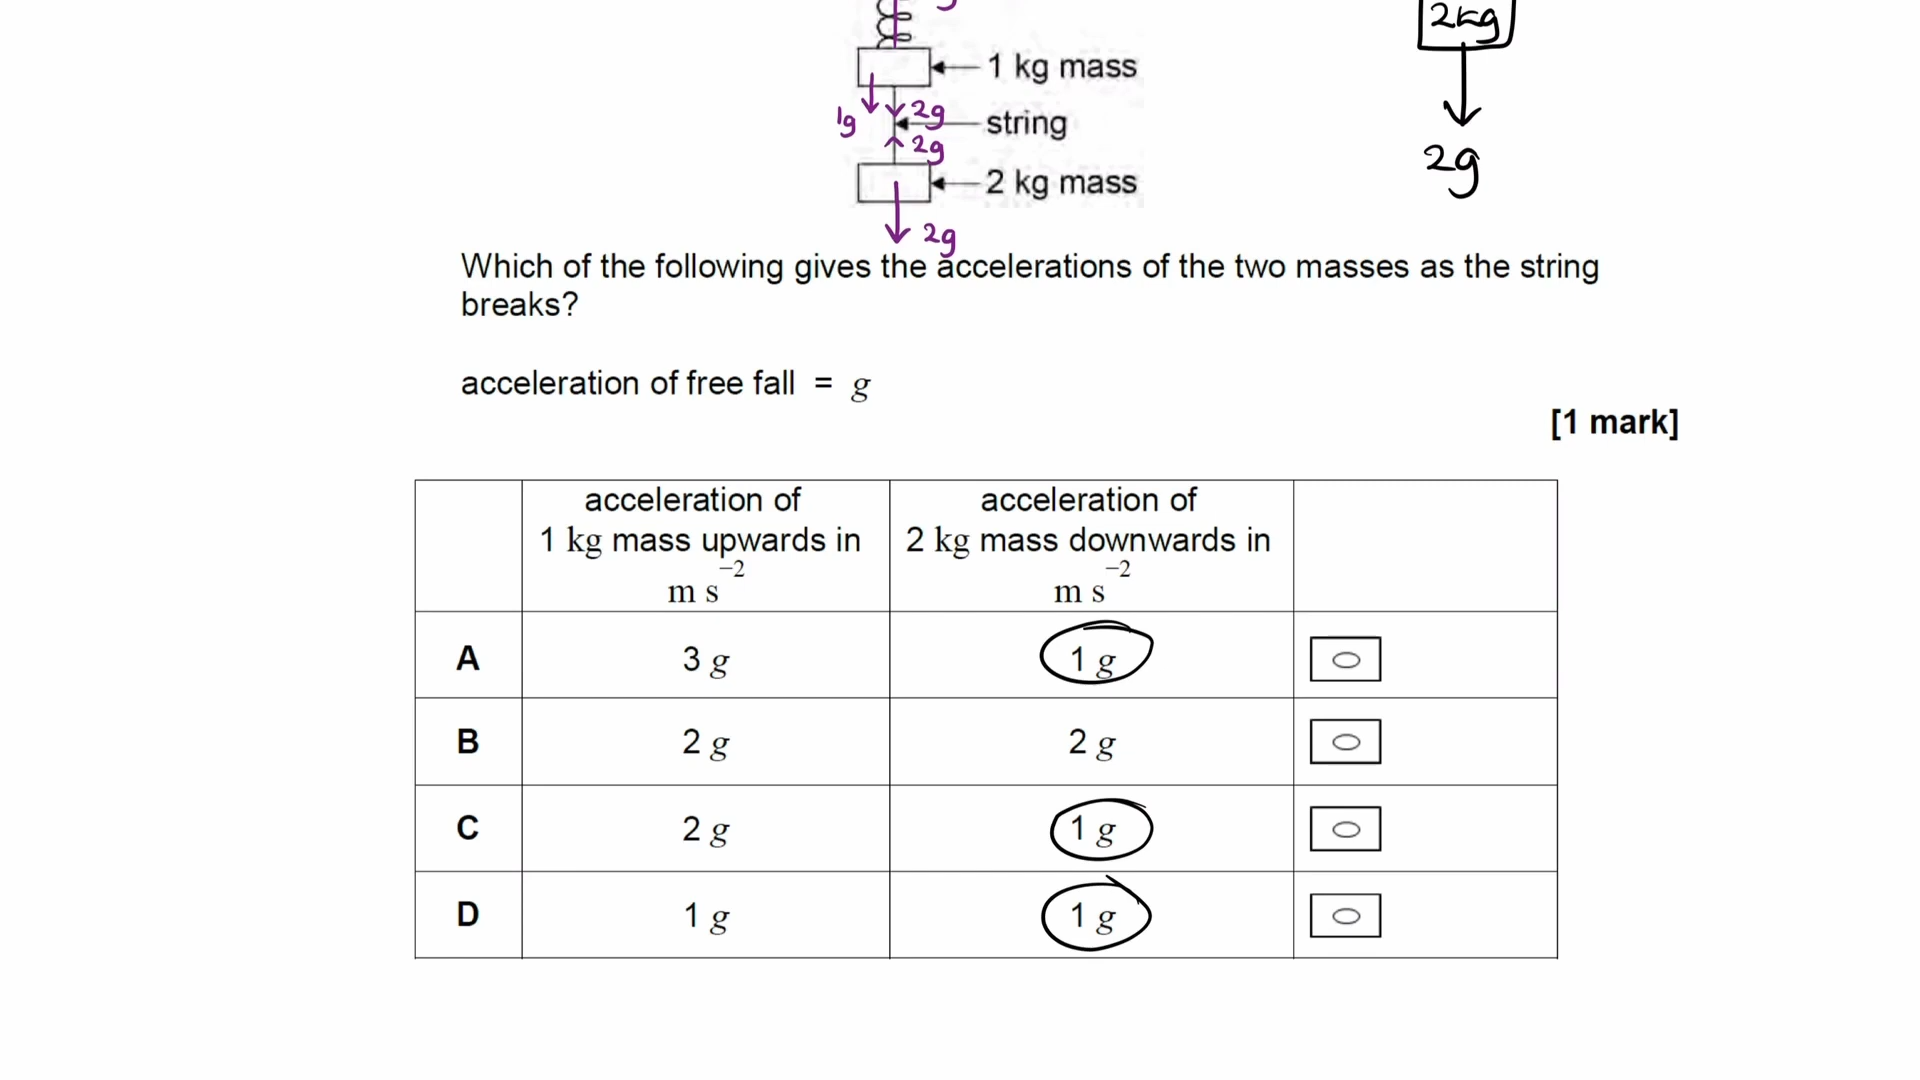 2kg
1 kg mass
1g
2g
string
2g
2g
2 kg mass
2g
Which of the following gives the accelerations of the two masses as the string
breaks?
acceleration of free fall = g
[1 mark]
acceleration of
1 kg mass upwards in
m s⁻²
acceleration of
2 kg mass downwards in
m s⁻²
A 3 g 1 g
B 2 g 2 g
C 2 g 1 g
D 1 g 1 g